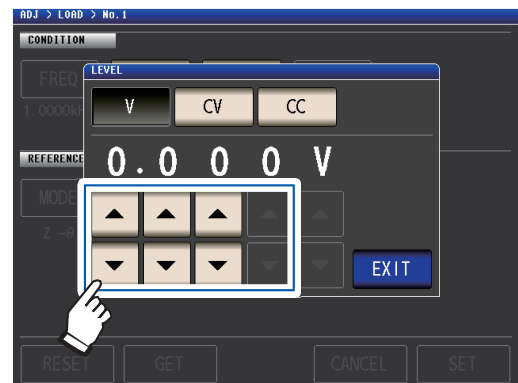 ADJ > LOAD > No.1
CONDITION
FREQ
1.0000k
LEVEL
V CV CC
0.000 V
REFERENCE
MODE
Z -θ
EXIT
RESET GET CANCEL SET